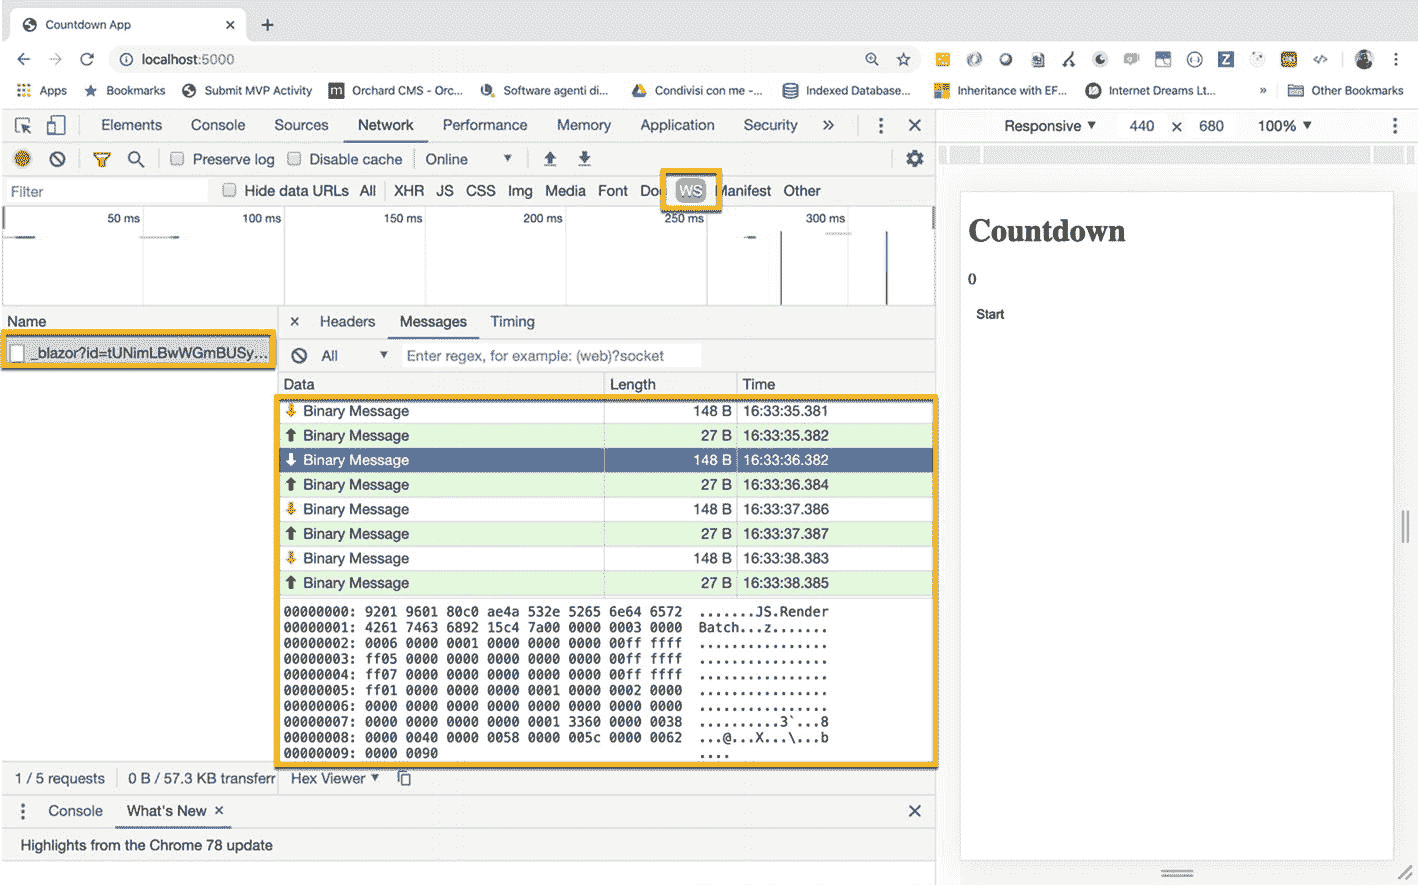 Countdown App
localhost:5000
Apps Bookmarks Submit MVP Activity Orchard CMS - Orc... Software agenti di... Condivisi con me -... Indexed Database... Inheritance with EF... Internet Dreams Lt... » Other Bookmarks
Elements Console Sources Network Performance Memory Application Security »
Responsive 440 × 680 100%
Preserve log Disable cache Online
Filter Hide data URLs All XHR JS CSS Img Media Font Doc WS Manifest Other
50 ms 100 ms 150 ms 200 ms 250 ms 300 ms
Countdown
0
Start
Name
_blazor?id=tUNimLBwWGmBUSy...
× Headers Messages Timing
All Enter regex, for example: (web)?socket
Data Length Time
Binary Message 148 B 16:33:35.381
Binary Message 27 B 16:33:35.382
Binary Message 148 B 16:33:36.382
Binary Message 27 B 16:33:36.384
Binary Message 148 B 16:33:37.386
Binary Message 27 B 16:33:37.387
Binary Message 148 B 16:33:38.383
Binary Message 27 B 16:33:38.385
00000000: 9201 9601 80c0 ae4a 532e 5265 6e64 6572 .......JS.Render
00000001: 4261 7463 6892 15c4 7a00 0000 0003 0000 Batch...z.......
00000002: 0006 0000 0001 0000 0000 0000 00ff ffff ................
00000003: ff05 0000 0000 0000 0000 0000 00ff ffff ................
00000004: ff07 0000 0000 0000 0000 0000 00ff ffff ................
00000005: ff01 0000 0000 0000 0001 0000 0002 0000 ................
00000006: 0000 0000 0000 0000 0000 0000 0000 0000 ................
00000007: 0000 0000 0000 0000 0001 3360 0000 0038 ..........3`...8
00000008: 0000 0040 0000 0058 0000 005c 0000 0062 ...@...X...\...b
00000009: 0000 0090 ....
1 / 5 requests 0 B / 57.3 KB transferr Hex Viewer
Console What's New ×
Highlights from the Chrome 78 update